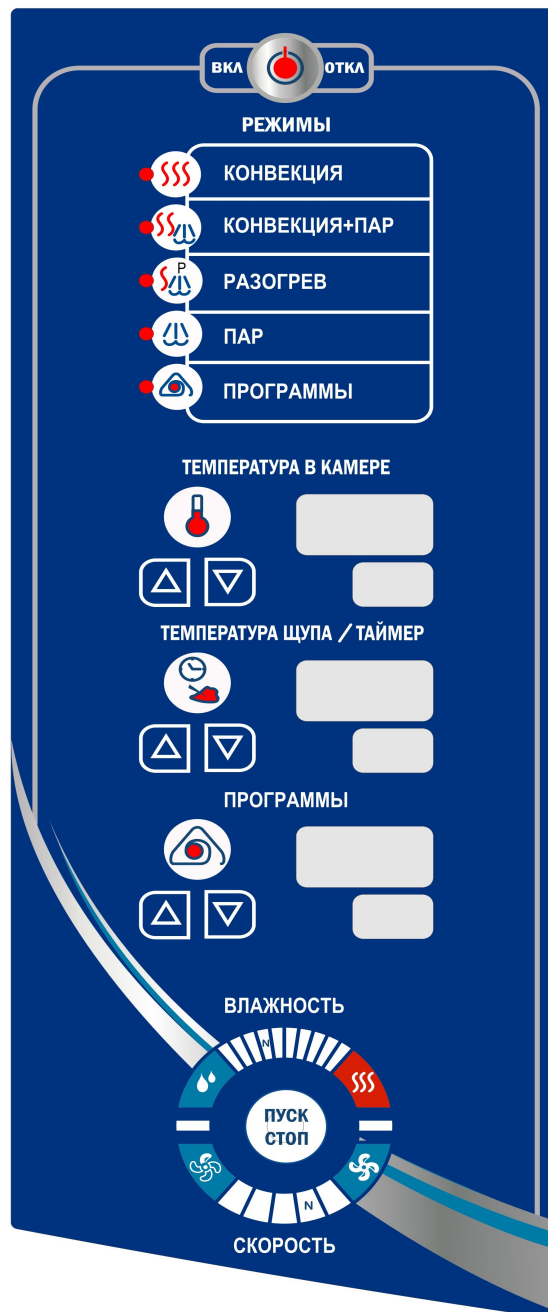 ВКЛ ОТКЛ
РЕЖИМЫ
КОНВЕКЦИЯ
КОНВЕКЦИЯ+ПАР
P
РАЗОГРЕВ
ПАР
ПРОГРАММЫ
ТЕМПЕРАТУРА В КАМЕРЕ
ТЕМПЕРАТУРА ЩУПА / ТАЙМЕР
ПРОГРАММЫ
ВЛАЖНОСТЬ
N
ПУСК
СТОП
N
СКОРОСТЬ